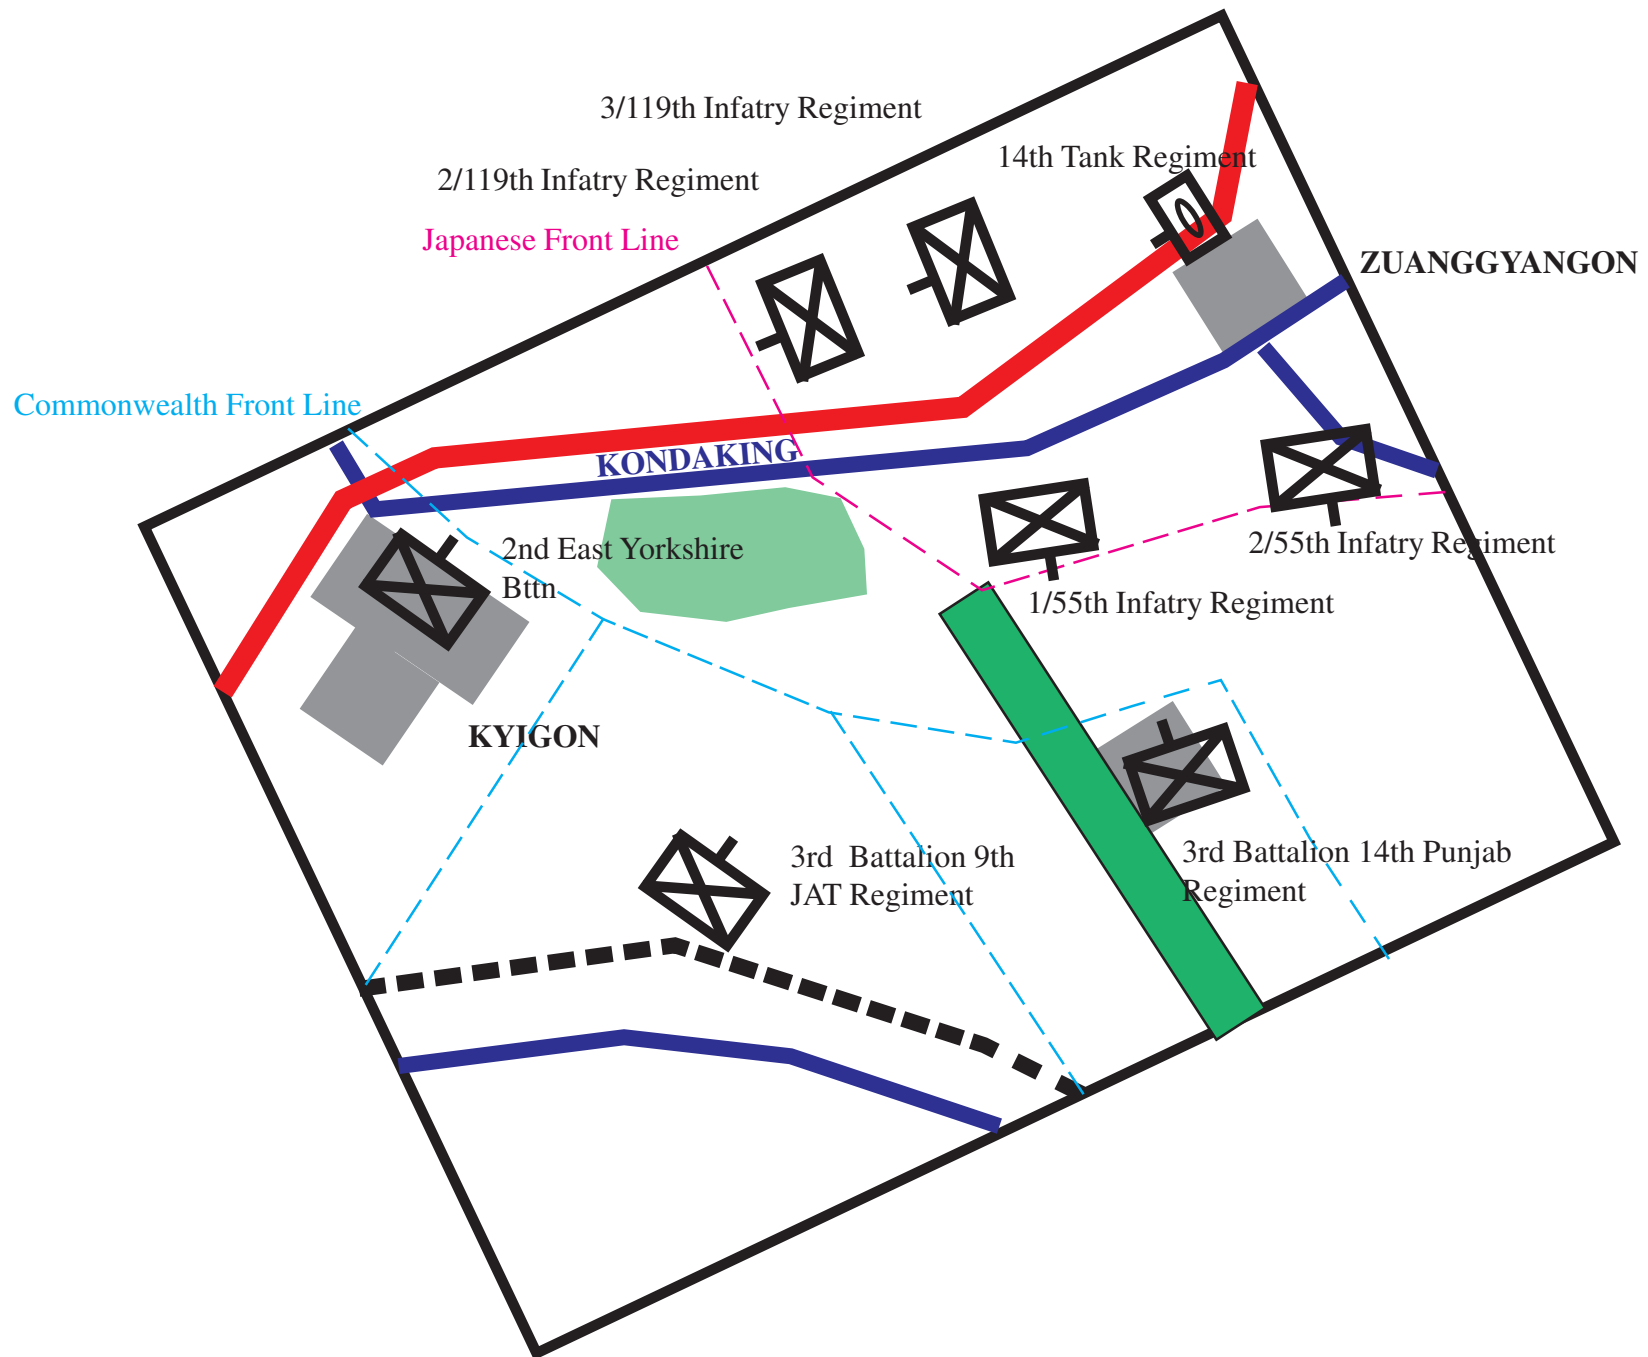 3/119th Infatry Regiment
14th Tank Regiment
2/119th Infatry Regiment
Japanese Front Line
ZUANGGYANGON
Commonwealth Front Line
KONDAKING
2nd East Yorkshire
Bttn
2/55th Infatry Regiment
1/55th Infatry Regiment
KYIGON
3rd Battalion 9th
JAT Regiment
3rd Battalion 14th Punjab
Regiment